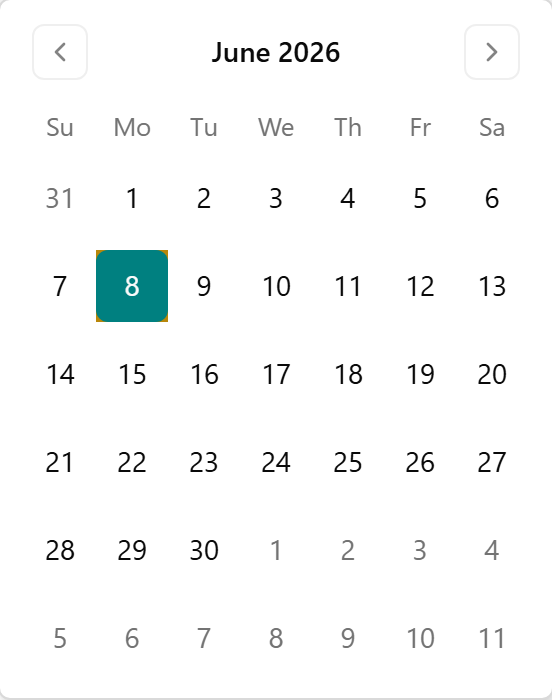 June 2026
Su Mo Tu We Th Fr Sa
31 1 2 3 4 5 6
7 8 9 10 11 12 13
14 15 16 17 18 19 20
21 22 23 24 25 26 27
28 29 30 1 2 3 4
5 6 7 8 9 10 11